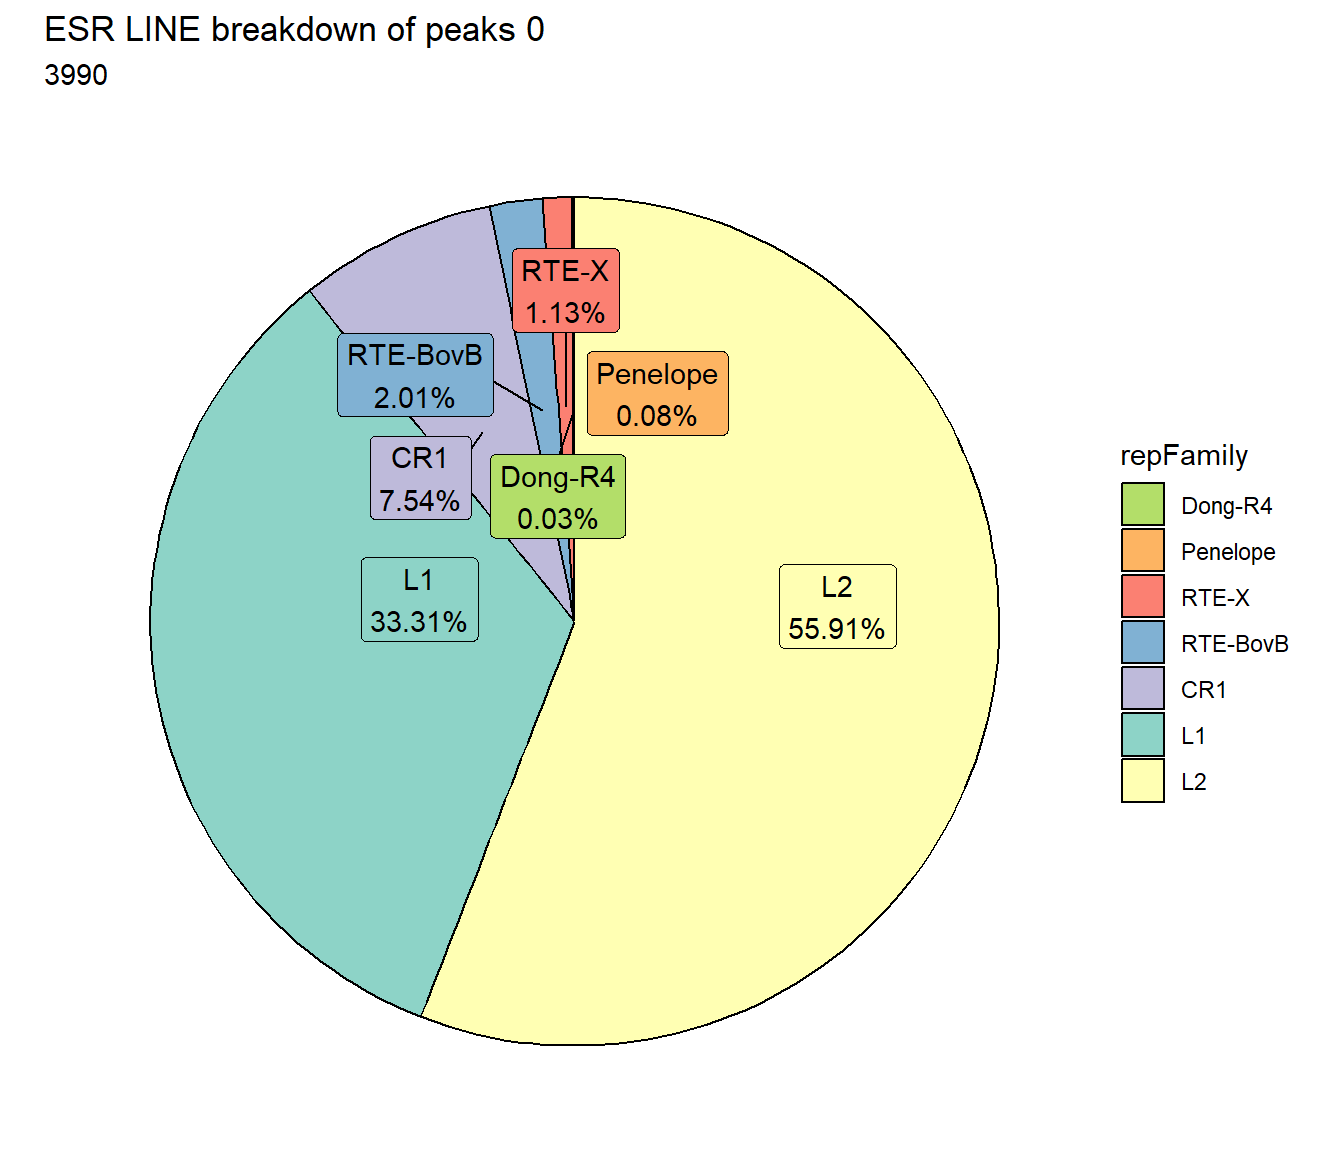 ESR LINE breakdown of peaks 0
3990
RTE-X
1.13%
RTE-BovB
2.01%
Penelope
0.08%
CR1
7.54%
Dong-R4
0.03%
L1
33.31%
L2
55.91%
repFamily
Dong-R4
Penelope
RTE-X
RTE-BovB
CR1
L1
L2